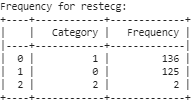 Frequency for restecg:
+----+------------+-------------+
|    |   Category |   Frequency |
|----+------------+-------------|
|  0 |          1 |         136 |
|  1 |          0 |         125 |
|  2 |          2 |           2 |
+----+------------+-------------+